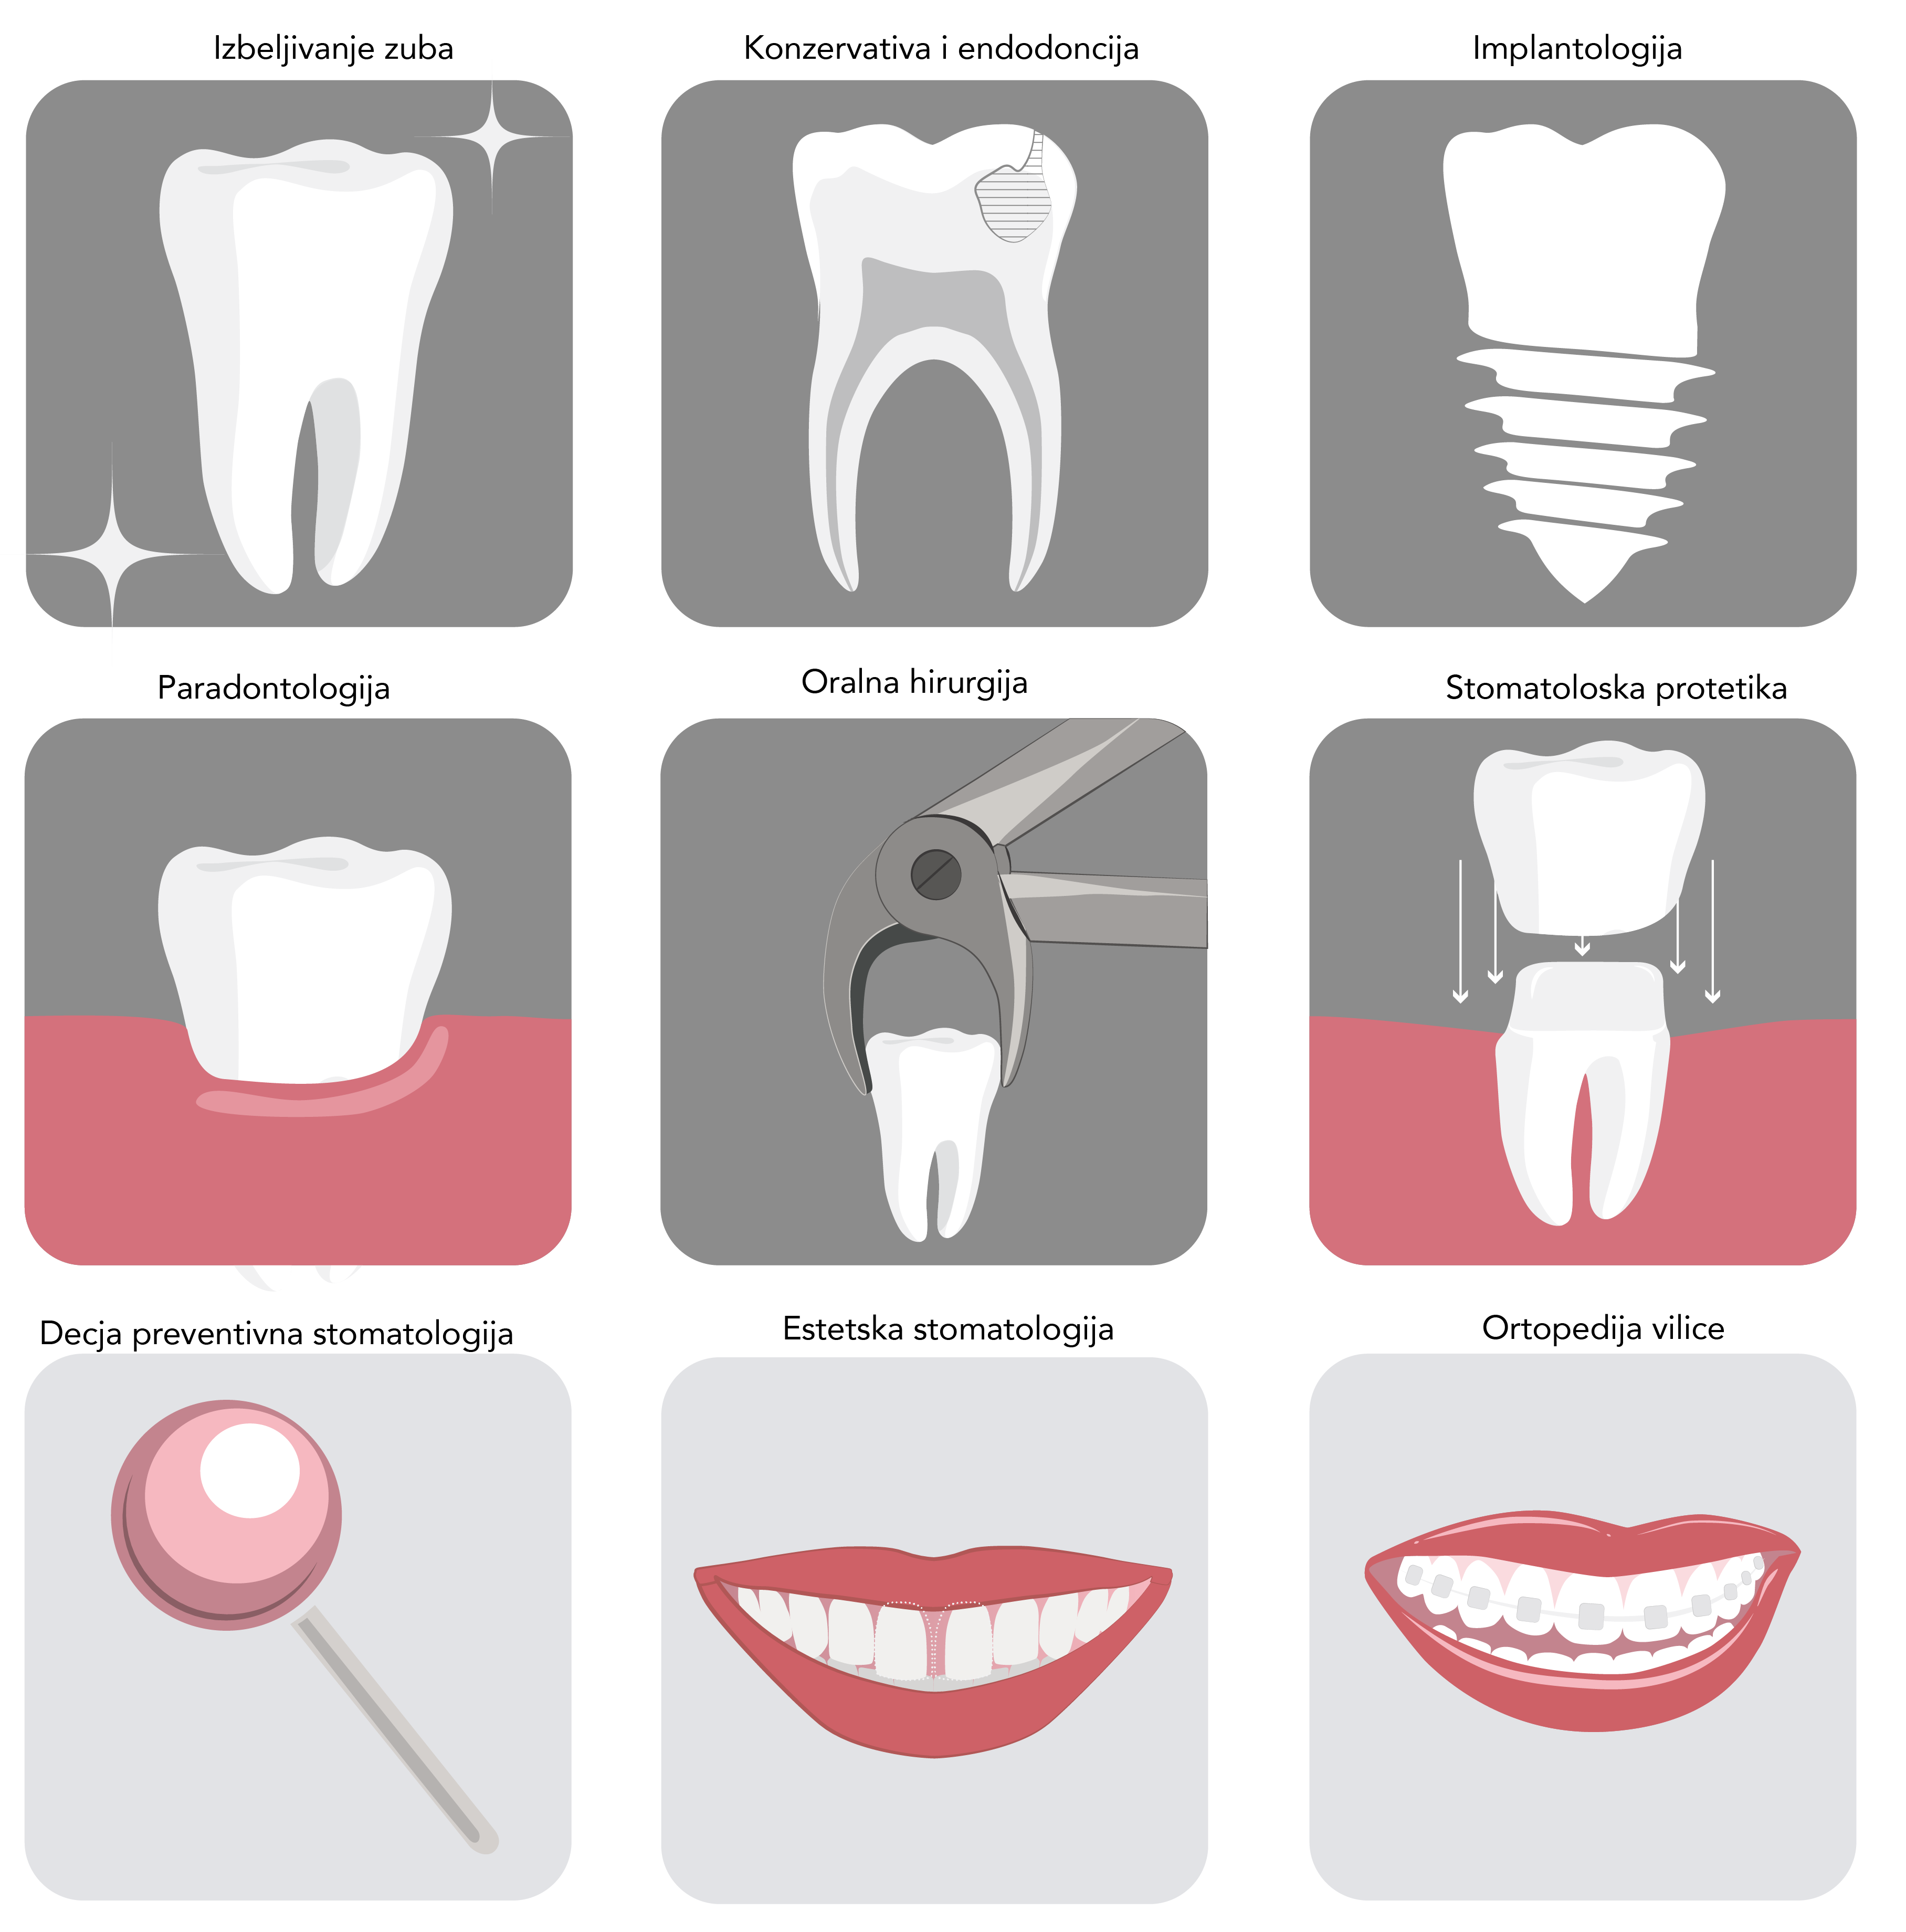 Izbeljivanje zuba
Konzervativa i endodoncija
Implantologija
Paradontologija
Oralna hirurgija
Stomatoloska protetika
Decja preventivna stomatologija
Estetska stomatologija
Ortopedija vilice